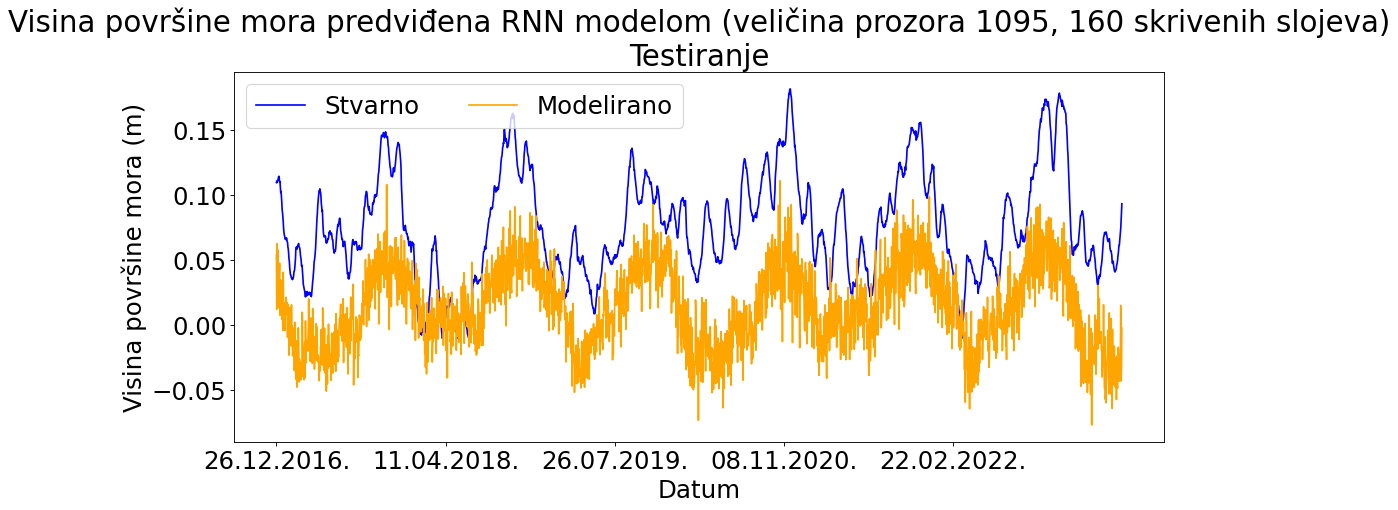 Visina površine mora predviđena RNN modelom (veličina prozora 1095, 160 skrivenih slojeva)
Testiranje
Stvarno
Modelirano
Visina površine mora (m)
0.15
0.10
0.05
0.00
−0.05
26.12.2016.
11.04.2018.
26.07.2019.
08.11.2020.
22.02.2022.
Datum